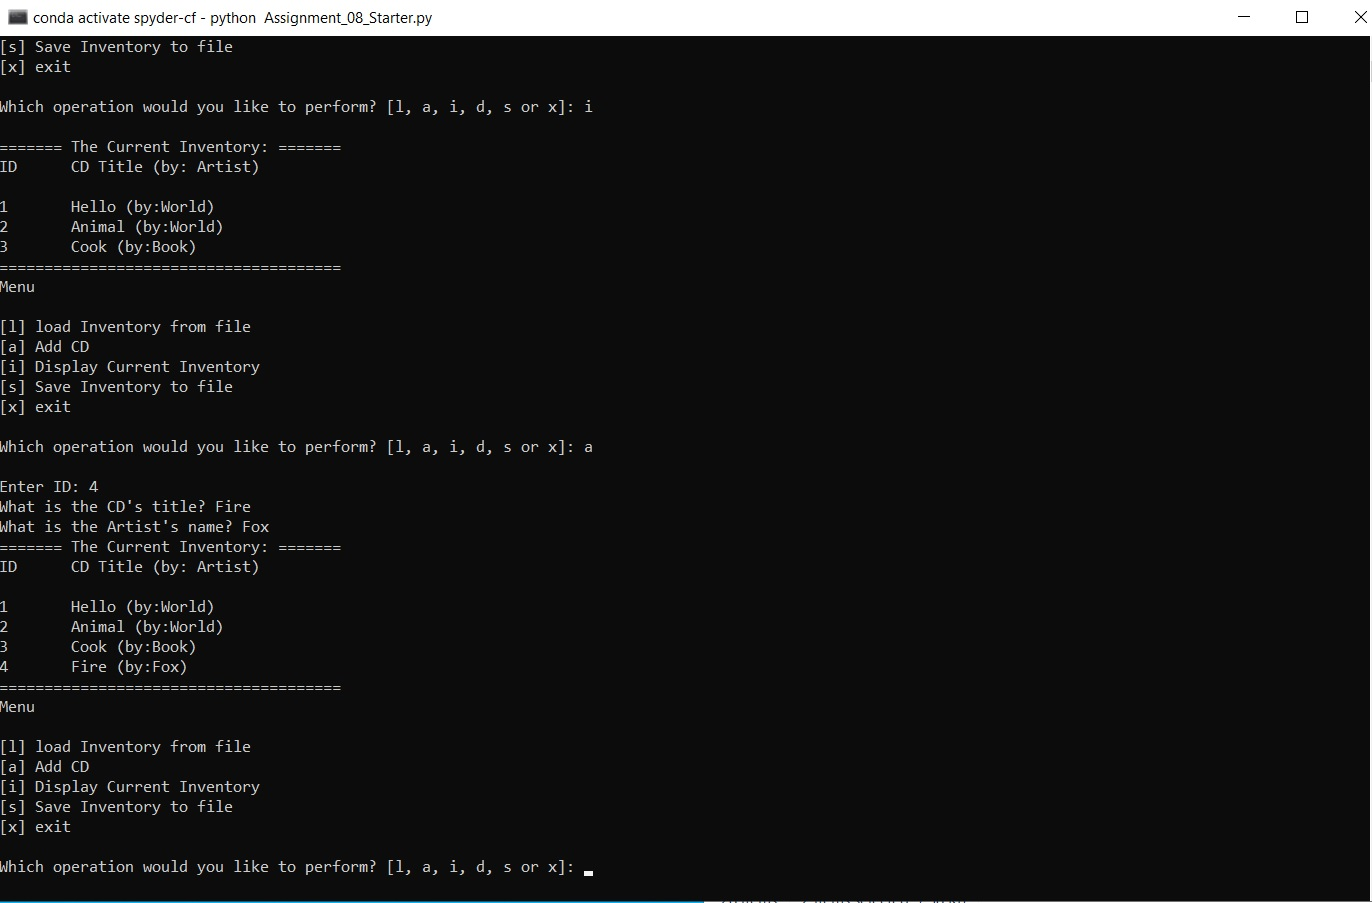 conda activate spyder-cf - python  Assignment_08_Starter.py
[s] Save Inventory to file
[x] exit
Which operation would you like to perform? [l, a, i, d, s or x]: i
======= The Current Inventory: =======
ID      CD Title (by: Artist)
1       Hello (by:World)
2       Animal (by:World)
3       Cook (by:Book)
======================================
Menu
[l] load Inventory from file
[a] Add CD
[i] Display Current Inventory
[s] Save Inventory to file
[x] exit
Which operation would you like to perform? [l, a, i, d, s or x]: a
Enter ID: 4
What is the CD's title? Fire
What is the Artist's name? Fox
======= The Current Inventory: =======
ID      CD Title (by: Artist)
1       Hello (by:World)
2       Animal (by:World)
3       Cook (by:Book)
4       Fire (by:Fox)
======================================
Menu
[l] load Inventory from file
[a] Add CD
[i] Display Current Inventory
[s] Save Inventory to file
[x] exit
Which operation would you like to perform? [l, a, i, d, s or x]: